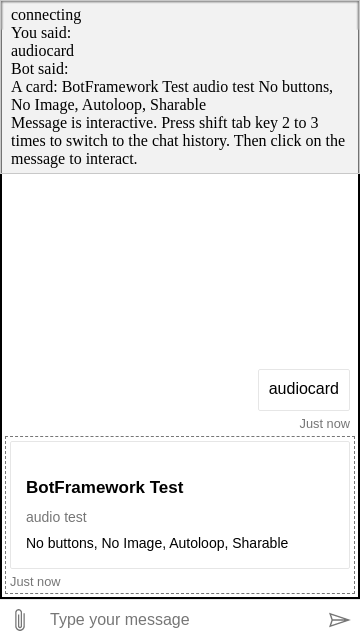 connecting
You said:
audiocard
Bot said:
A card: BotFramework Test audio test No buttons,
No Image, Autoloop, Sharable
Message is interactive. Press shift tab key 2 to 3
times to switch to the chat history. Then click on the
message to interact.
audiocard
Just now
BotFramework Test
audio test
No buttons, No Image, Autoloop, Sharable
Just now
Type your message